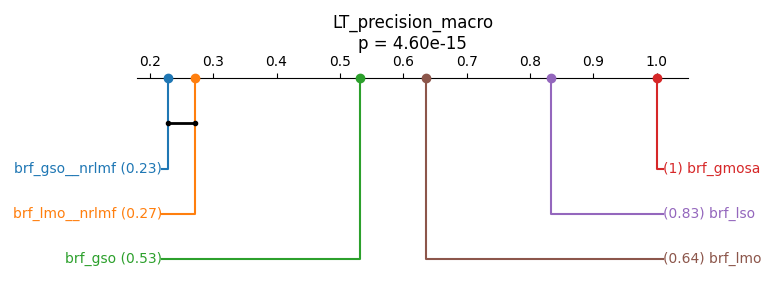 LT_precision_macro
p = 4.60e-15
0.2 0.3 0.4 0.5 0.6 0.7 0.8 0.9 1.0
brf_gso__nrlmf (0.23) (1) brf_gmosa
brf_lmo__nrlmf (0.27) (0.83) brf_lso
brf_gso (0.53) (0.64) brf_lmo